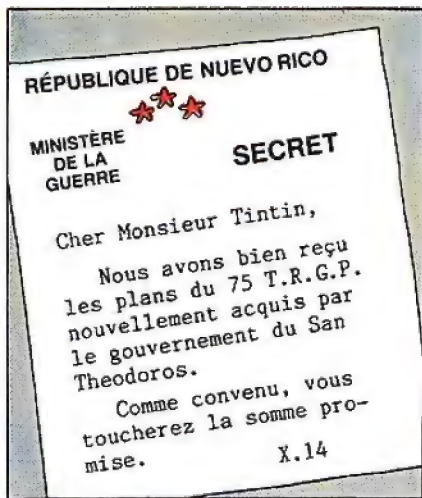 RÉPUBLIQUE DE NUEVO RICO
MINISTÈRE
DE LA
GUERRE
SECRET
Cher Monsieur Tintin,
Nous avons bien reçu
les plans du 75 T.R.G.P.
nouvellement acquis par
le gouvernement du San
Theodoros.
Comme convenu, vous
toucherez la somme pro-
mise.
X.14